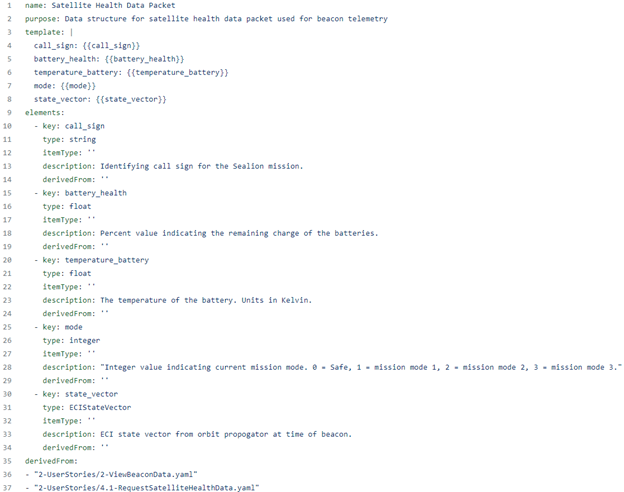 1 name: Satellite Health Data Packet
2 purpose: Data structure for satellite health data packet used for beacon telemetry
3 template: |
4 call_sign: {{call_sign}}
5 battery_health: {{battery_health}}
6 temperature_battery: {{temperature_battery}}
7 mode: {{mode}}
8 state_vector: {{state_vector}}
9 elements:
10 - key: call_sign
11 type: string
12 itemType: ''
13 description: Identifying call sign for the Sealion mission.
14 derivedFrom: ''
15 - key: battery_health
16 type: float
17 itemType: ''
18 description: Percent value indicating the remaining charge of the batteries.
19 derivedFrom: ''
20 - key: temperature_battery
21 type: float
22 itemType: ''
23 description: The temperature of the battery. Units in Kelvin.
24 derivedFrom: ''
25 - key: mode
26 type: integer
27 itemType: ''
28 description: "Integer value indicating current mission mode. 0 = Safe, 1 = mission mode 1, 2 = mission mode 2, 3 = mission mode 3."
29 derivedFrom: ''
30 - key: state_vector
31 type: ECIStateVector
32 itemType: ''
33 description: ECI state vector from orbit propogator at time of beacon.
34 derivedFrom: ''
35 derivedFrom:
36 - "2-UserStories/2-ViewBeaconData.yaml"
37 - "2-UserStories/4.1-RequestSatelliteHealthData.yaml"